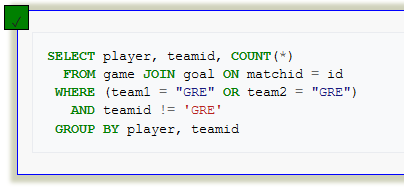 SELECT player, teamid, COUNT(*)
FROM game JOIN goal ON matchid = id
WHERE (team1 = "GRE" OR team2 = "GRE")
AND teamid != 'GRE'
GROUP BY player, teamid